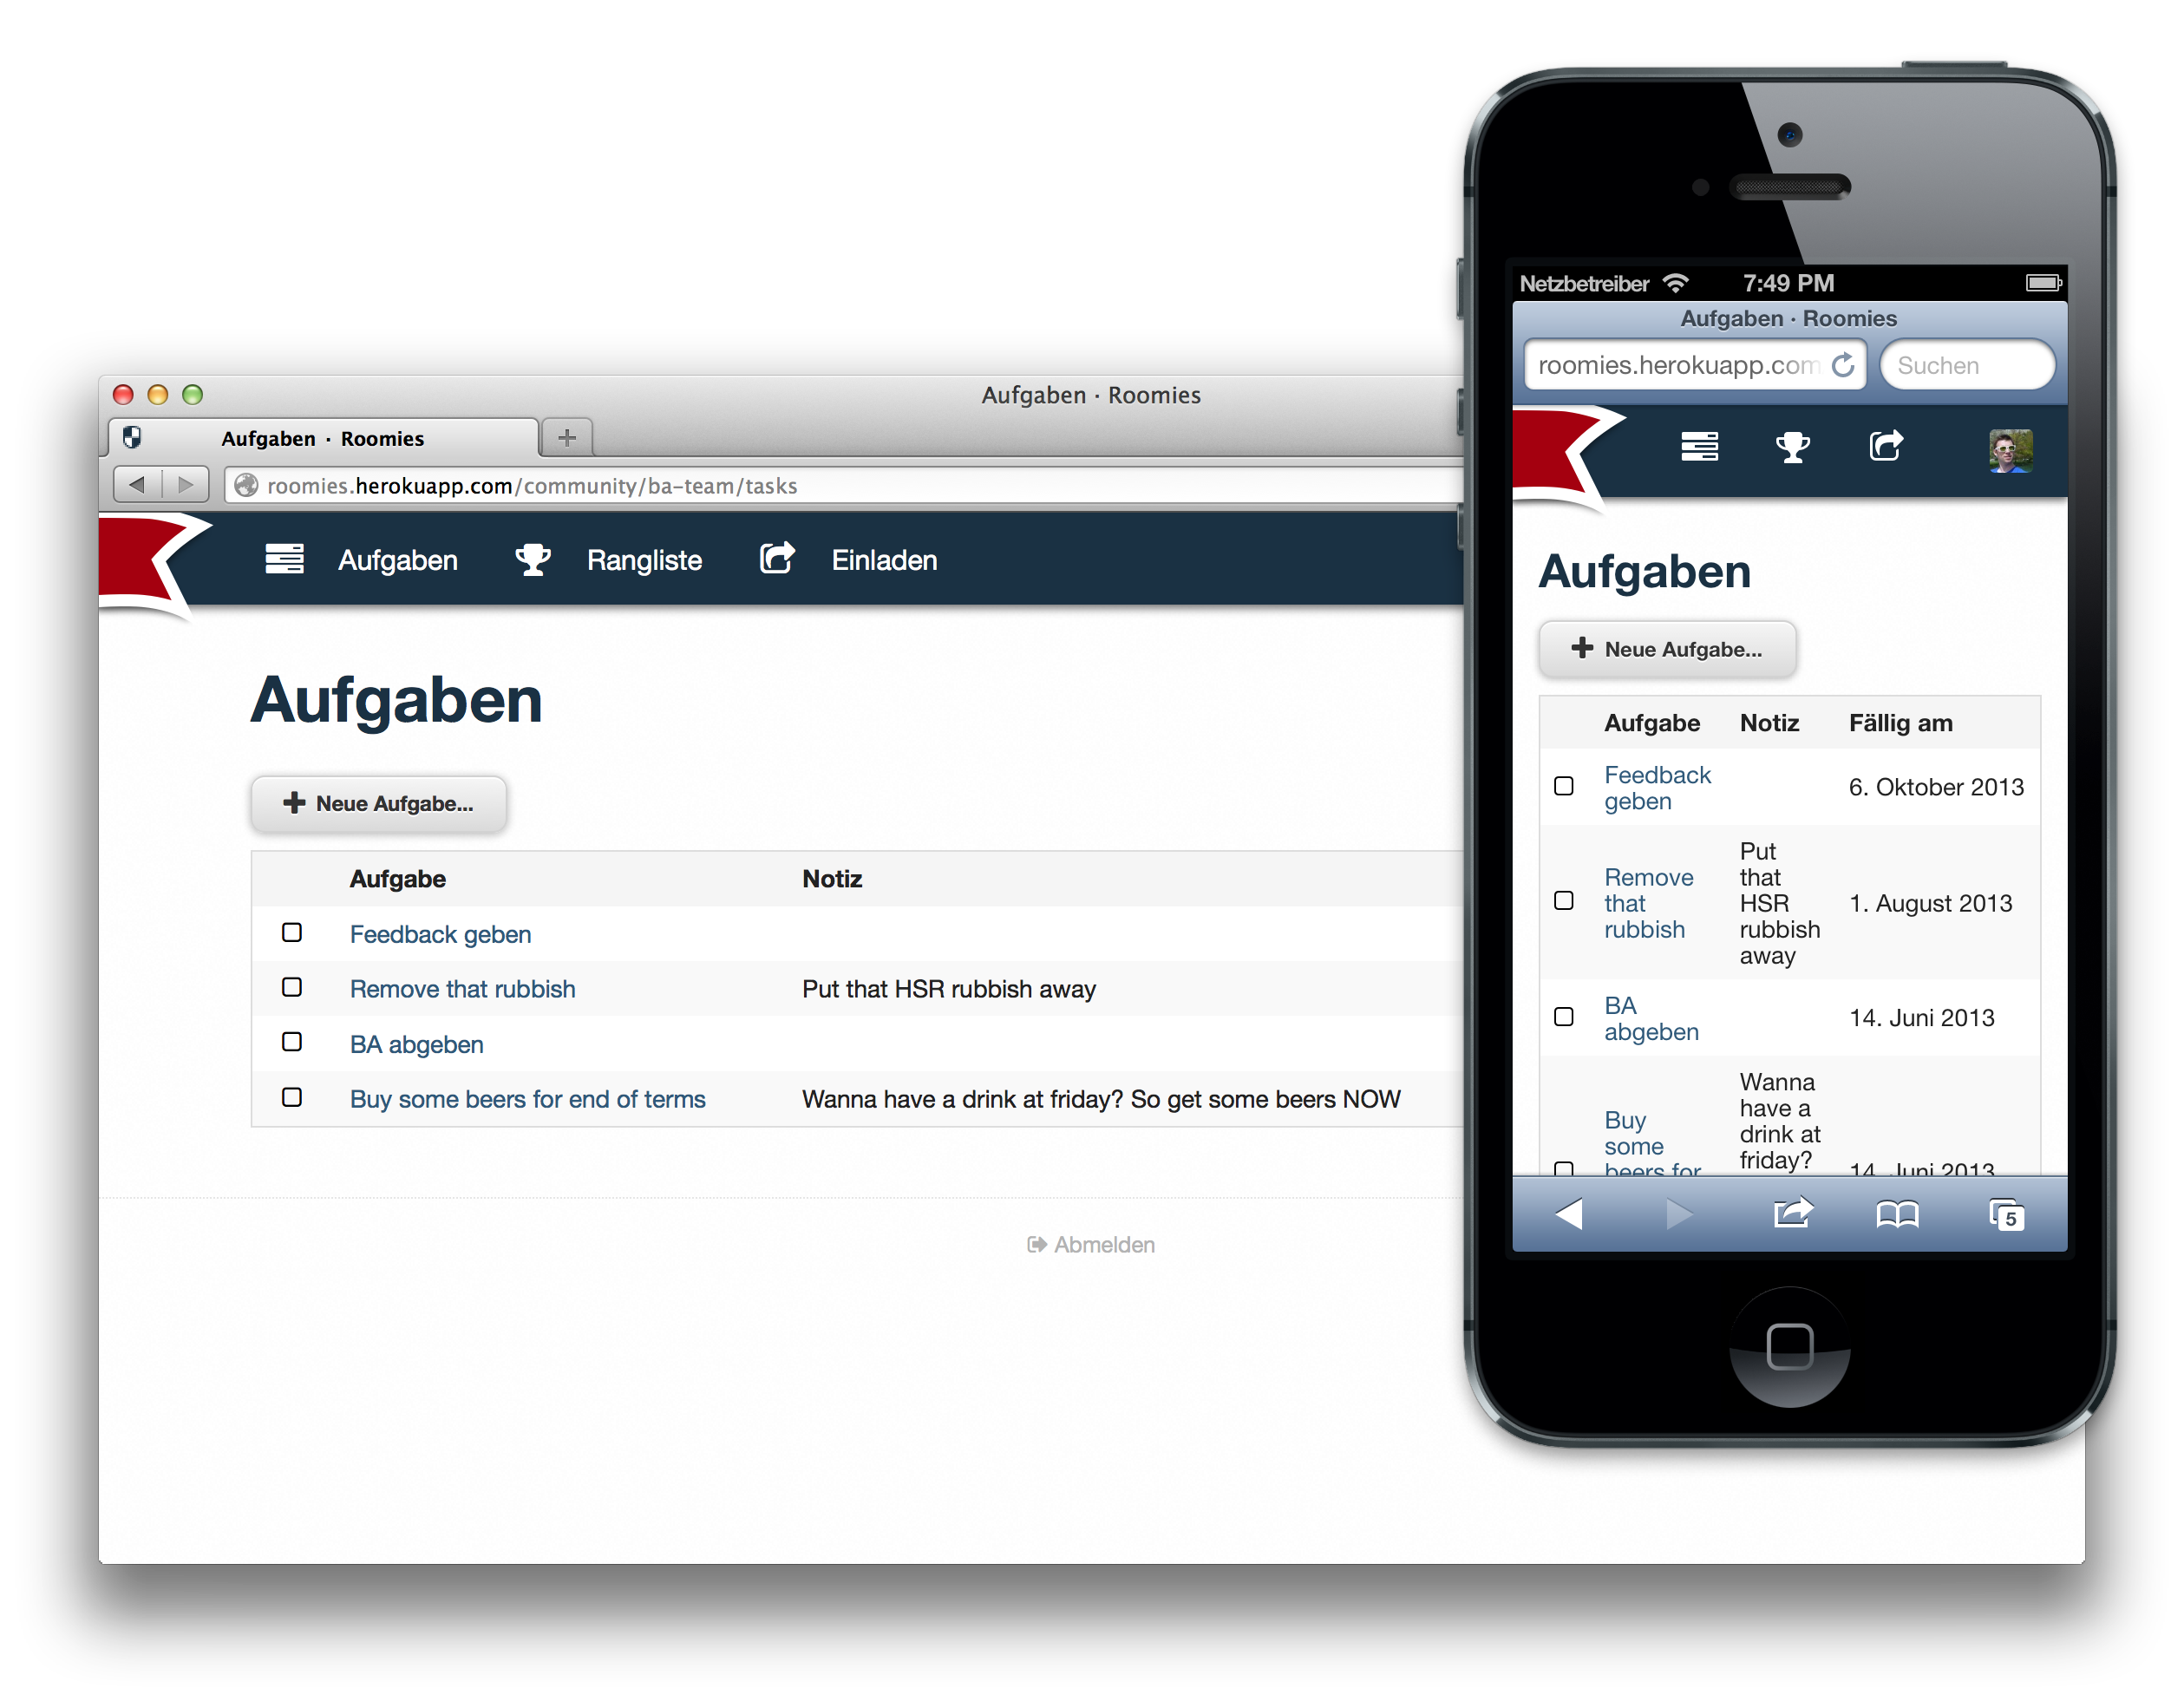 Aufgaben · Roomies
Aufgaben · Roomies
roomies.herokuapp.com/community/ba-team/tasks
Aufgaben Rangliste Einladen
Aufgaben
Neue Aufgabe...
Aufgabe Notiz
Feedback geben
Remove that rubbish Put that HSR rubbish away
BA abgeben
Buy some beers for end of terms Wanna have a drink at friday? So get some beers NOW
Abmelden
Netzbetreiber 7:49 PM
Aufgaben · Roomies
roomies.herokuapp.com Suchen
Aufgaben
Neue Aufgabe...
Aufgabe Notiz Fällig am
Feedback
geben
6. Oktober 2013
Remove
that
rubbish
Put
that
HSR
rubbish
away
1. August 2013
BA
abgeben
14. Juni 2013
Buy
some
beers for
Wanna
have a
drink at
friday?
14. Juni 2013
5